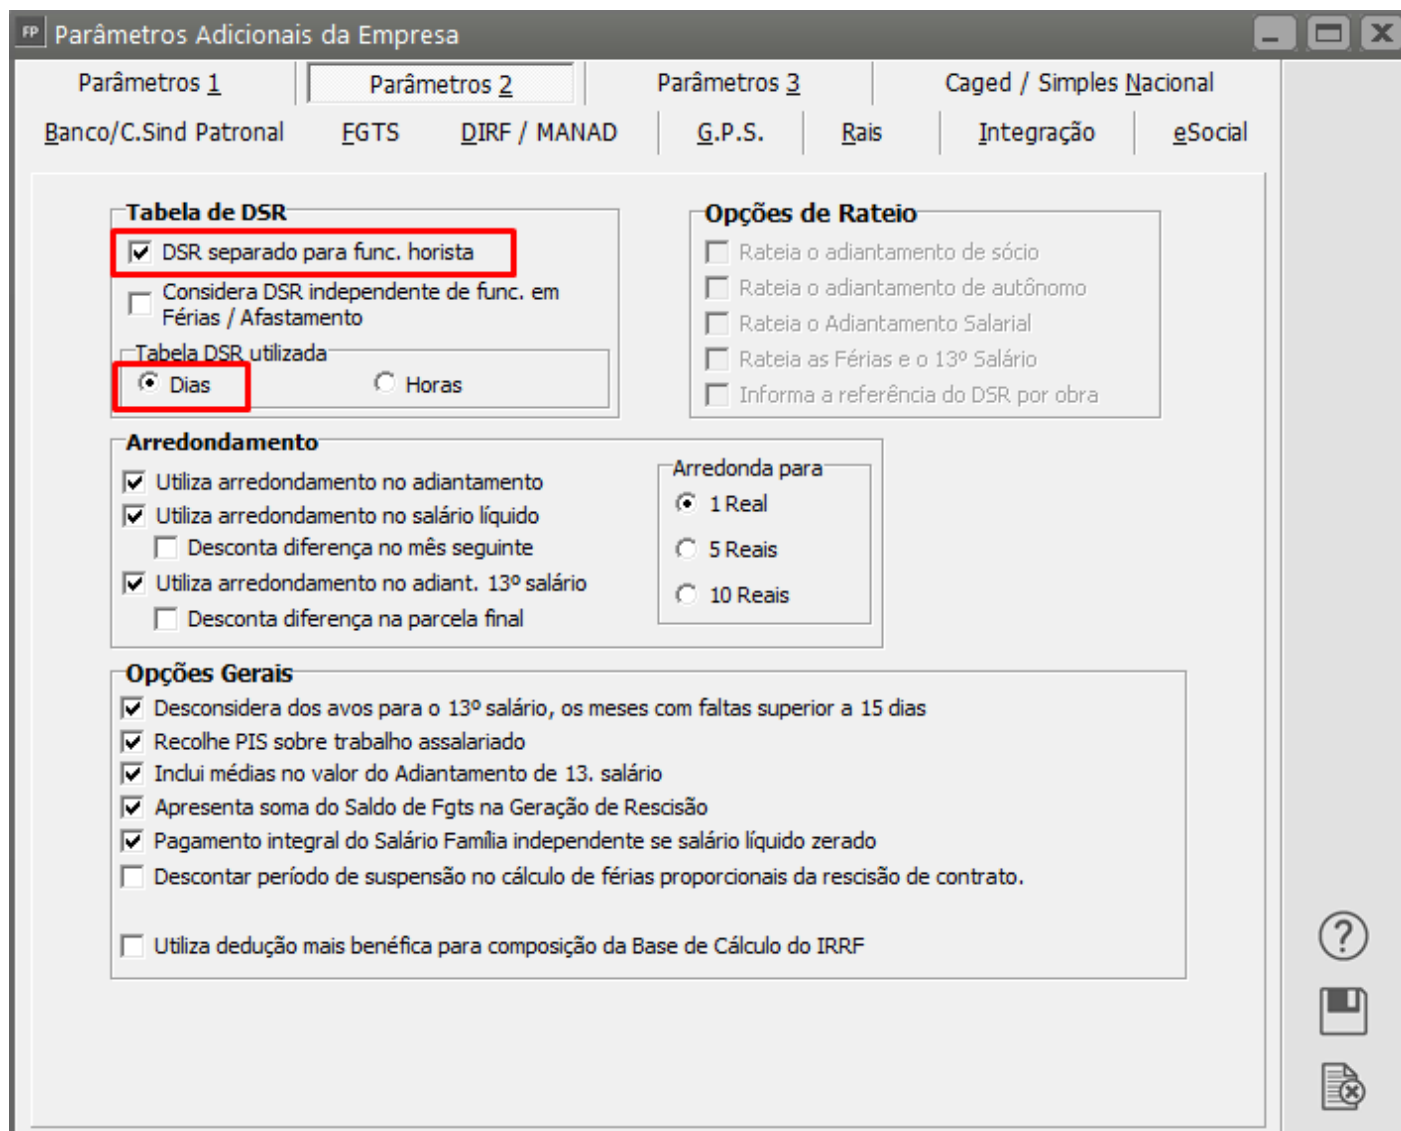 FP Parâmetros Adicionais da Empresa
Parâmetros 1 Parâmetros 2 Parâmetros 3 Caged / Simples Nacional
Banco/C.Sind Patronal FGTS DIRF / MANAD G.P.S. Rais Integração eSocial
Tabela de DSR
DSR separado para func. horista
Considera DSR independente de func. em
Férias / Afastamento
Tabela DSR utilizada
Dias Horas
Opções de Rateio
Rateia o adiantamento de sócio
Rateia o adiantamento de autônomo
Rateia o Adiantamento Salarial
Rateia as Férias e o 13º Salário
Informa a referência do DSR por obra
Arredondamento
Utiliza arredondamento no adiantamento
Utiliza arredondamento no salário líquido
Desconta diferença no mês seguinte
Utiliza arredondamento no adiant. 13º salário
Desconta diferença na parcela final
Arredonda para
1 Real
5 Reais
10 Reais
Opções Gerais
Desconsidera dos avos para o 13º salário, os meses com faltas superior a 15 dias
Recolhe PIS sobre trabalho assalariado
Inclui médias no valor do Adiantamento de 13. salário
Apresenta soma do Saldo de Fgts na Geração de Rescisão
Pagamento integral do Salário Família independente se salário líquido zerado
Descontar período de suspensão no cálculo de férias proporcionais da rescisão de contrato.
Utiliza dedução mais benéfica para composição da Base de Cálculo do IRRF